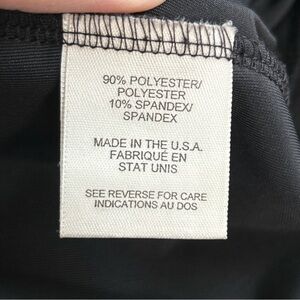 90% POLYESTER/
POLYESTER
10% SPANDEX/
SPANDEX
MADE IN THE U.S.A.
FABRIQUÉ EN
STAT UNIS
SEE REVERSE FOR CARE
INDICATIONS AU DOS